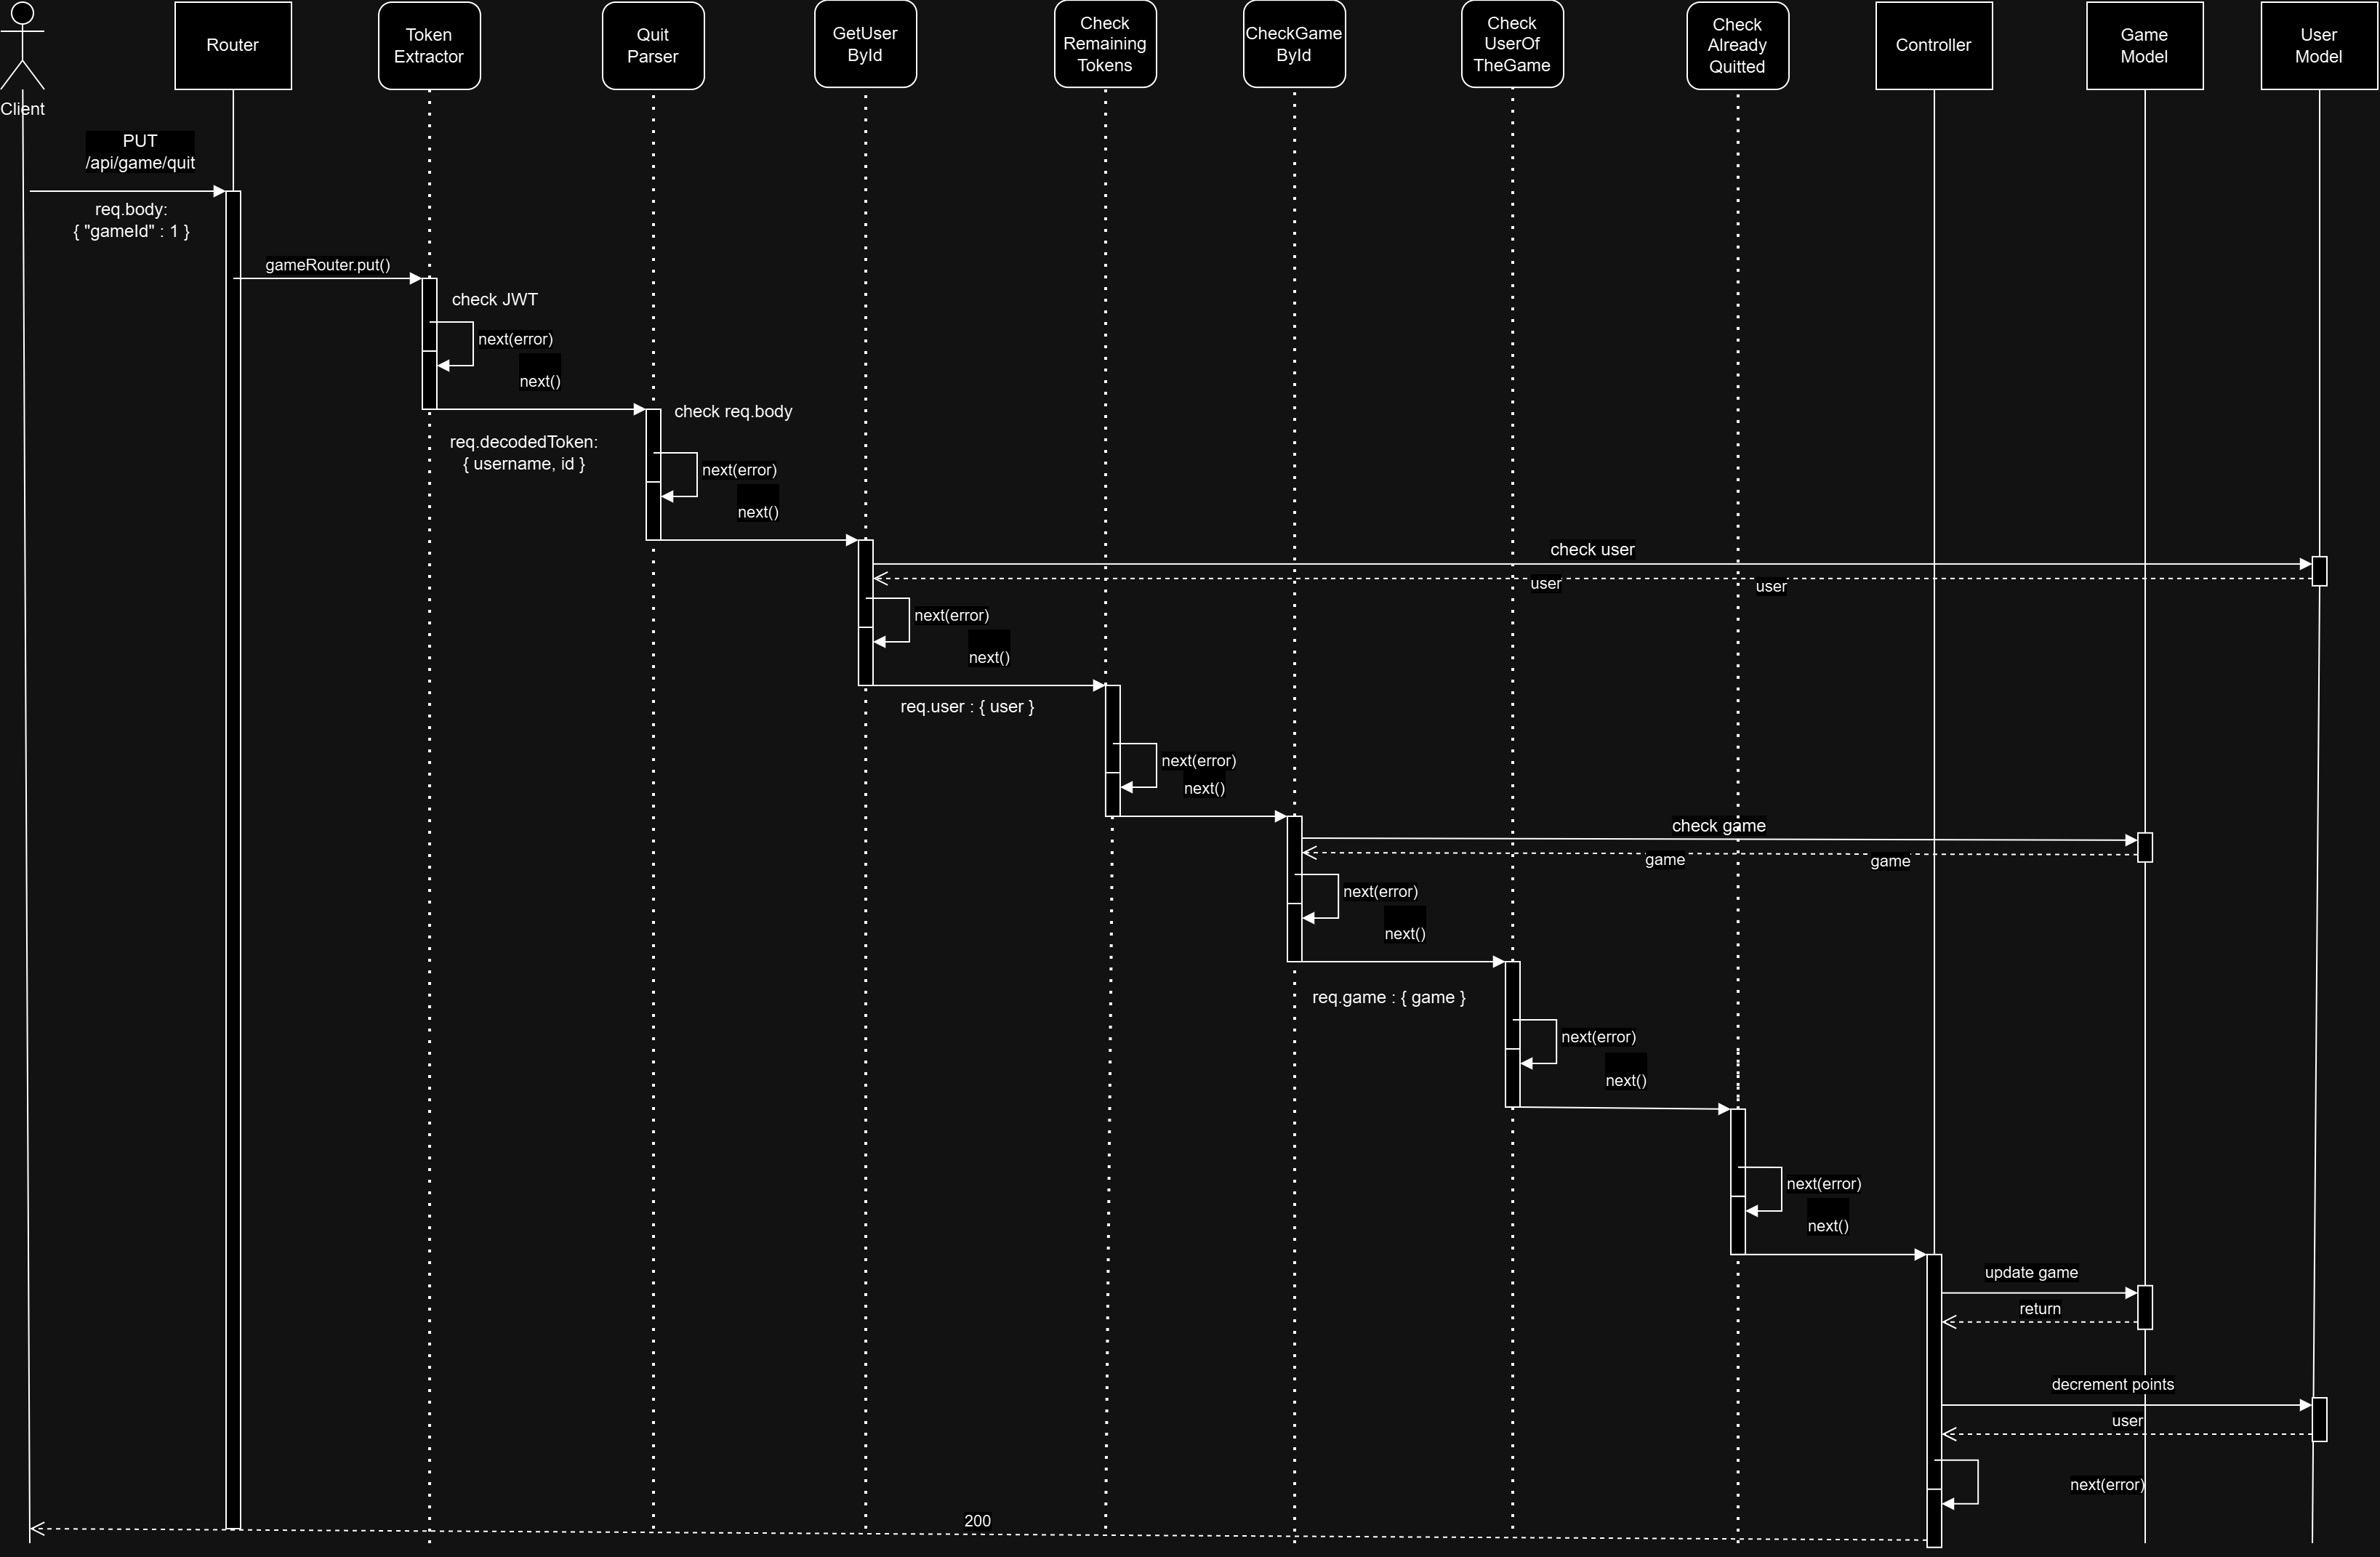 Client
Router
Token
Extractor
Quit
Parser
GetUser
ById
Check
Remaining
Tokens
CheckGame
ById
Check
UserOf
TheGame
Check
Already
Quitted
Controller
Game
Model
User
Model
PUT
/api/game/quit
req.body:
{ "gameId" : 1 }
gameRouter.put()
check JWT
next(error)
next()
check req.body
req.decodedToken:
{ username, id }
next(error)
next()
check user
user
user
next(error)
next()
req.user : { user }
next(error)
next()
check game
game
game
next(error)
next()
req.game : { game }
next(error)
next()
next(error)
next()
update game
return
decrement points
user
next(error)
200